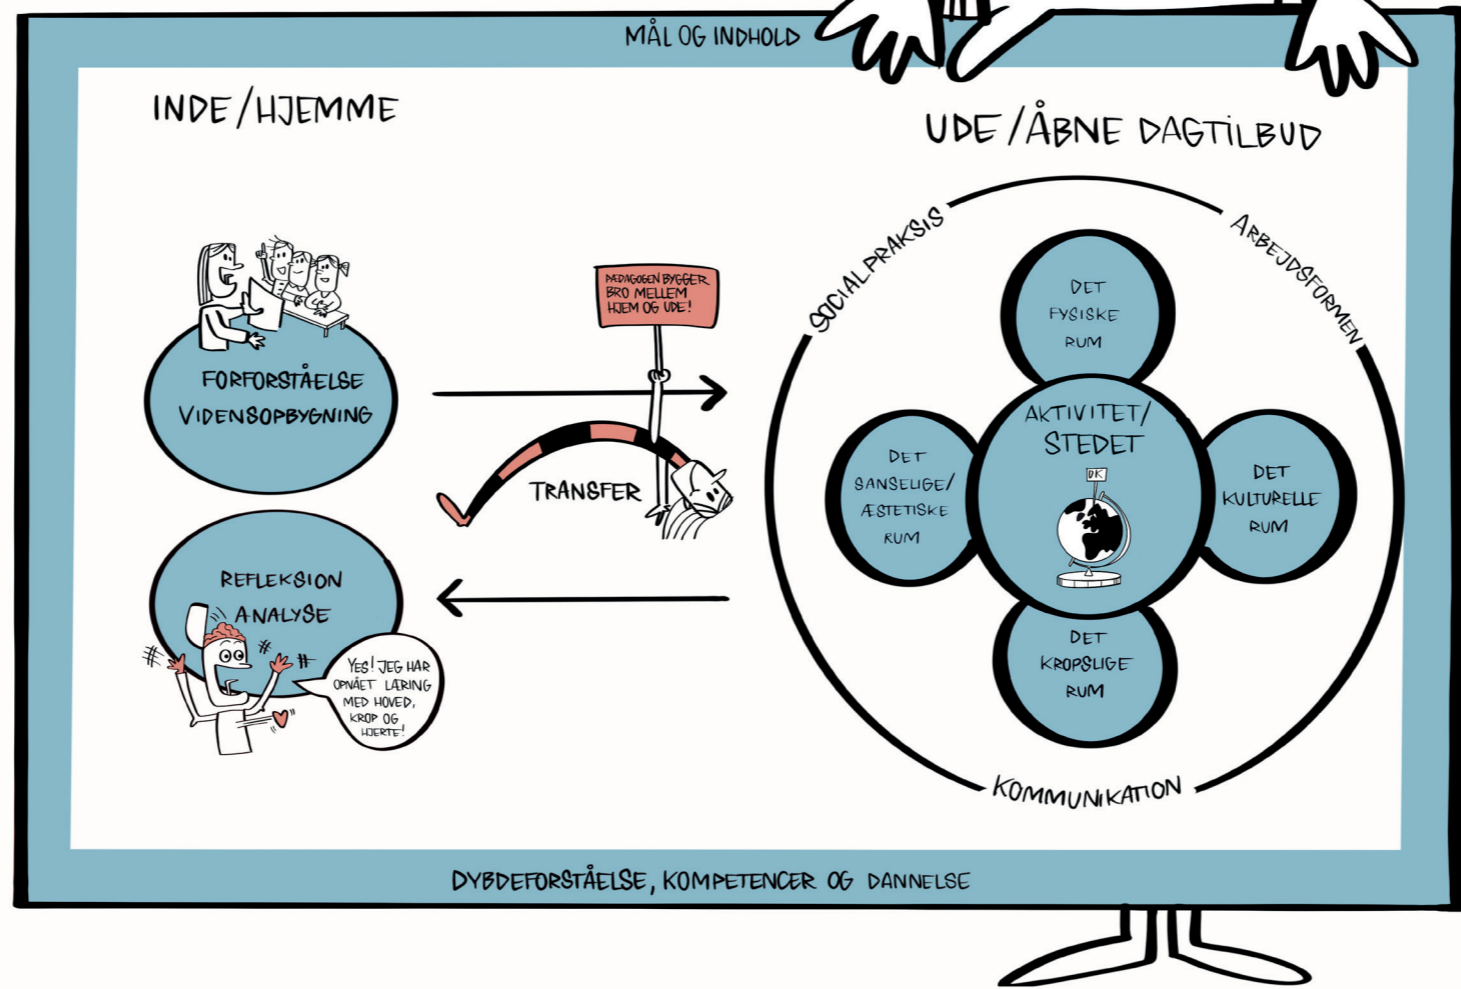 MÅL OG INDHOLD
INDE/HJEMME
UDE/ÅBNE DAGTILBUD
FORFORSTÅELSE
VIDENSOPBYGNING
PÆDAGOGEN BYGGER
BRO MELLEM
HJEM OG UDE!
TRANSFER
REFLEKSION
ANALYSE
YES! JEG HAR
OPNÅET LÆRING
MED HOVED,
KROP OG
HJERTE!
SOCIALPRAKSIS
ARBEJDSFORMEN
DET
FYSISKE
RUM
AKTIVITET/
STEDET
DK
DET
SANSELIGE/
ÆSTETISKE
RUM
DET
KULTURELLE
RUM
DET
KROPSLIGE
RUM
KOMMUNIKATION
DYBDEFORSTÅELSE, KOMPETENCER OG DANNELSE